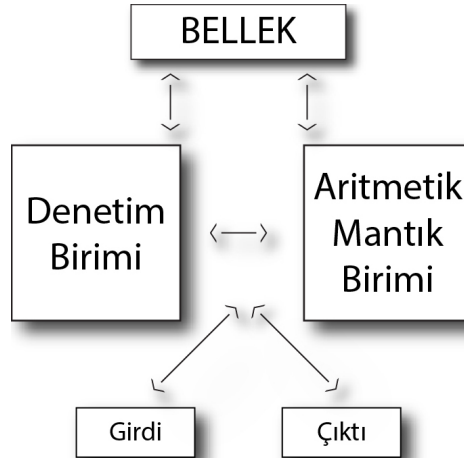 BELLEK
Denetim
Birimi
Aritmetik
Mantık
Birimi
Girdi
Çıktı